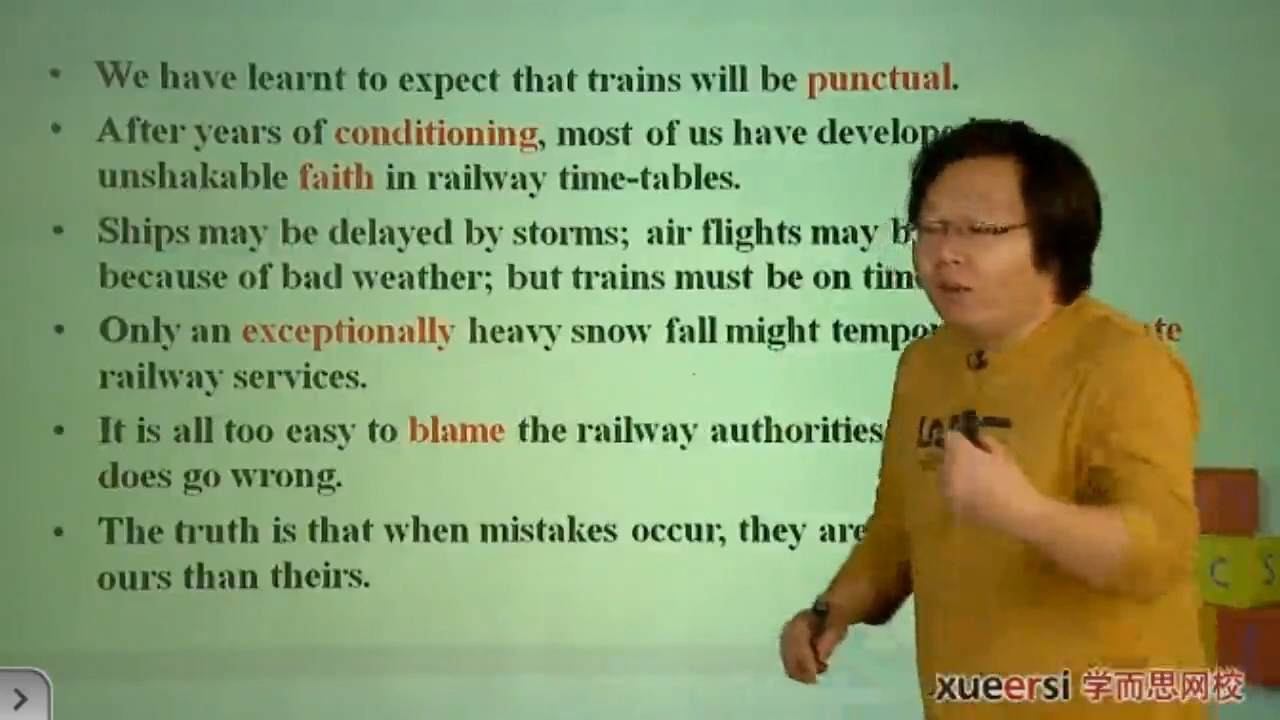 • We have learnt to expect that trains will be punctual.
• After years of conditioning, most of us have
unshakable faith in railway time-tables.
• Ships may be delayed by storms; air flights may
because of bad weather; but trains must be on
• Only an exceptionally heavy snow fall might
railway services.
• It is all too easy to blame the railway authorities
does go wrong.
• The truth is that when mistakes occur, they are
ours than theirs.
C S
xueersi 学而思网校